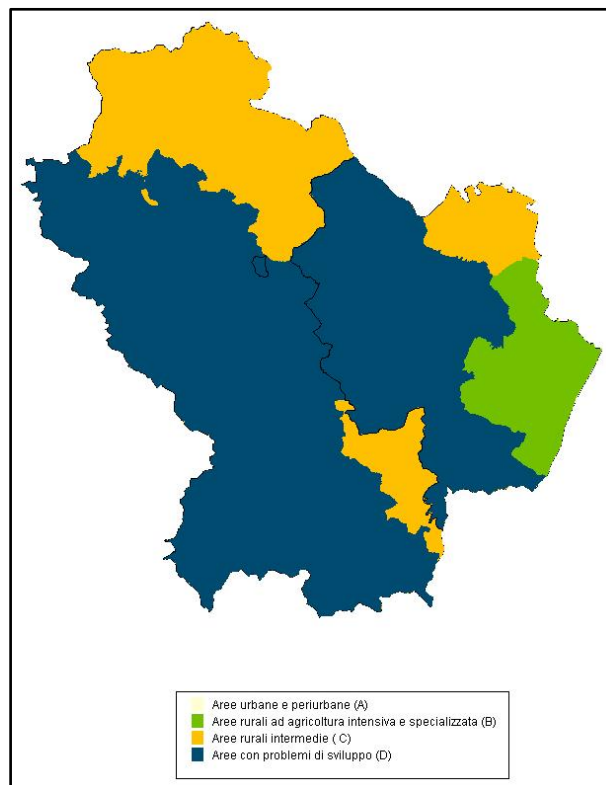 Aree urbane e periurbane (A)
Aree rurali ad agricoltura intensiva e specializzata (B)
Aree rurali intermedie ( C)
Aree con problemi di sviluppo (D)